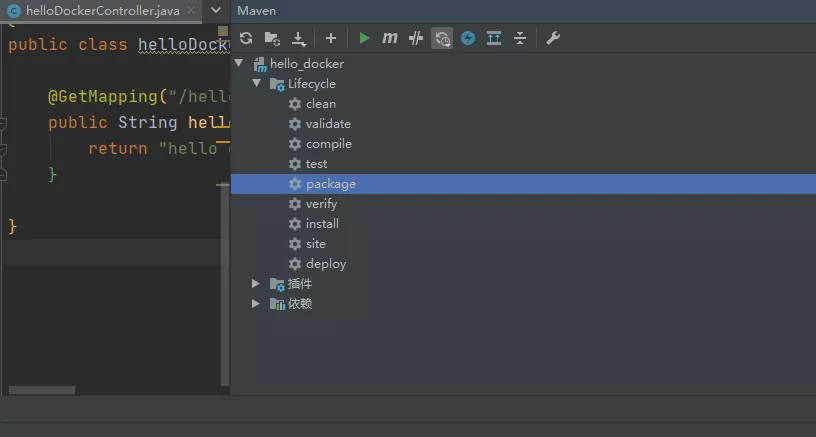 helloDockerController.java
Maven
public class helloDock
@GetMapping("/hell
public String hell
return "hello
}
}
m
hello_docker
Lifecycle
clean
validate
compile
test
package
verify
install
site
deploy
插件
依赖